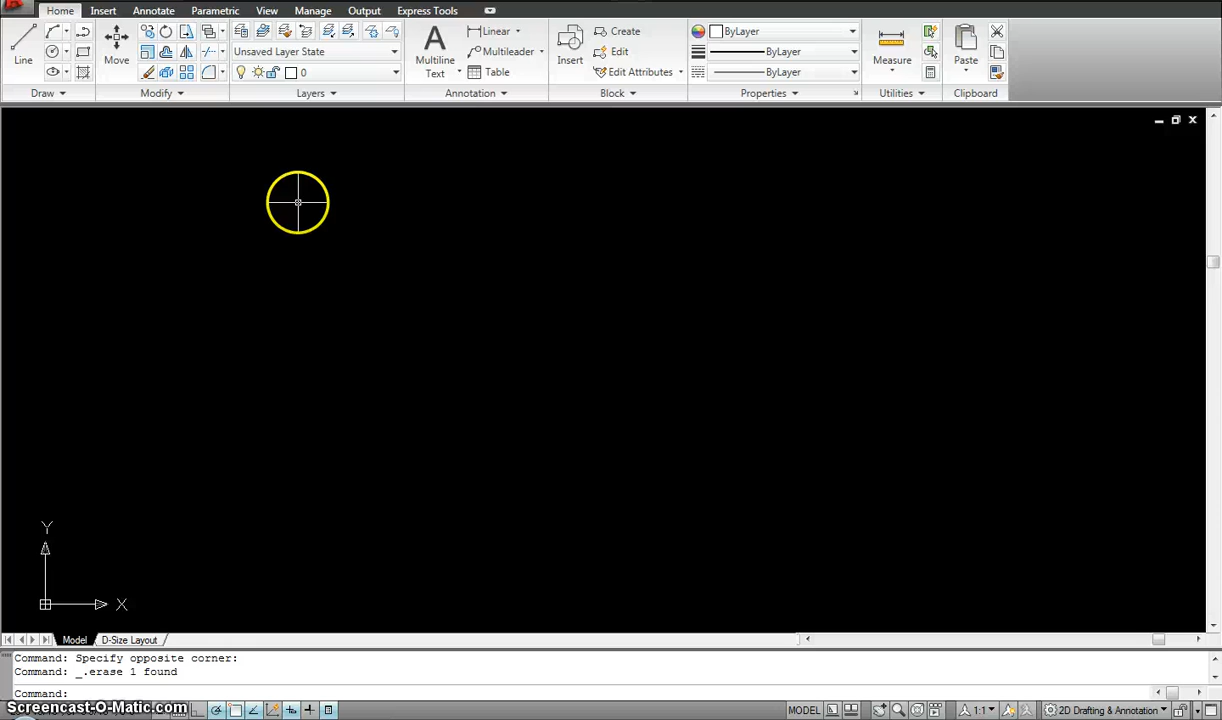 Home Insert Annotate Parametric View Manage Output Express Tools
Linear Create ByLayer
Unsaved Layer State Multileader Edit ByLayer
Line Move Multiline Text Insert Measure Paste
0 Table Edit Attributes ByLayer
Draw Modify Layers Annotation Block Properties Utilities Clipboard
Y
X
Model D-Size Layout
Command: Specify opposite corner:
Command: _.erase 1 found
Command:
Screencast-O-Matic.com MODEL 1:1 2D Drafting & Annotation